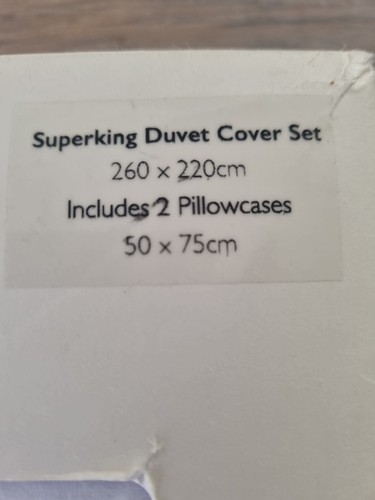 Superking Duvet Cover Set
260 x 220cm
Includes 2 Pillowcases
50 x 75cm